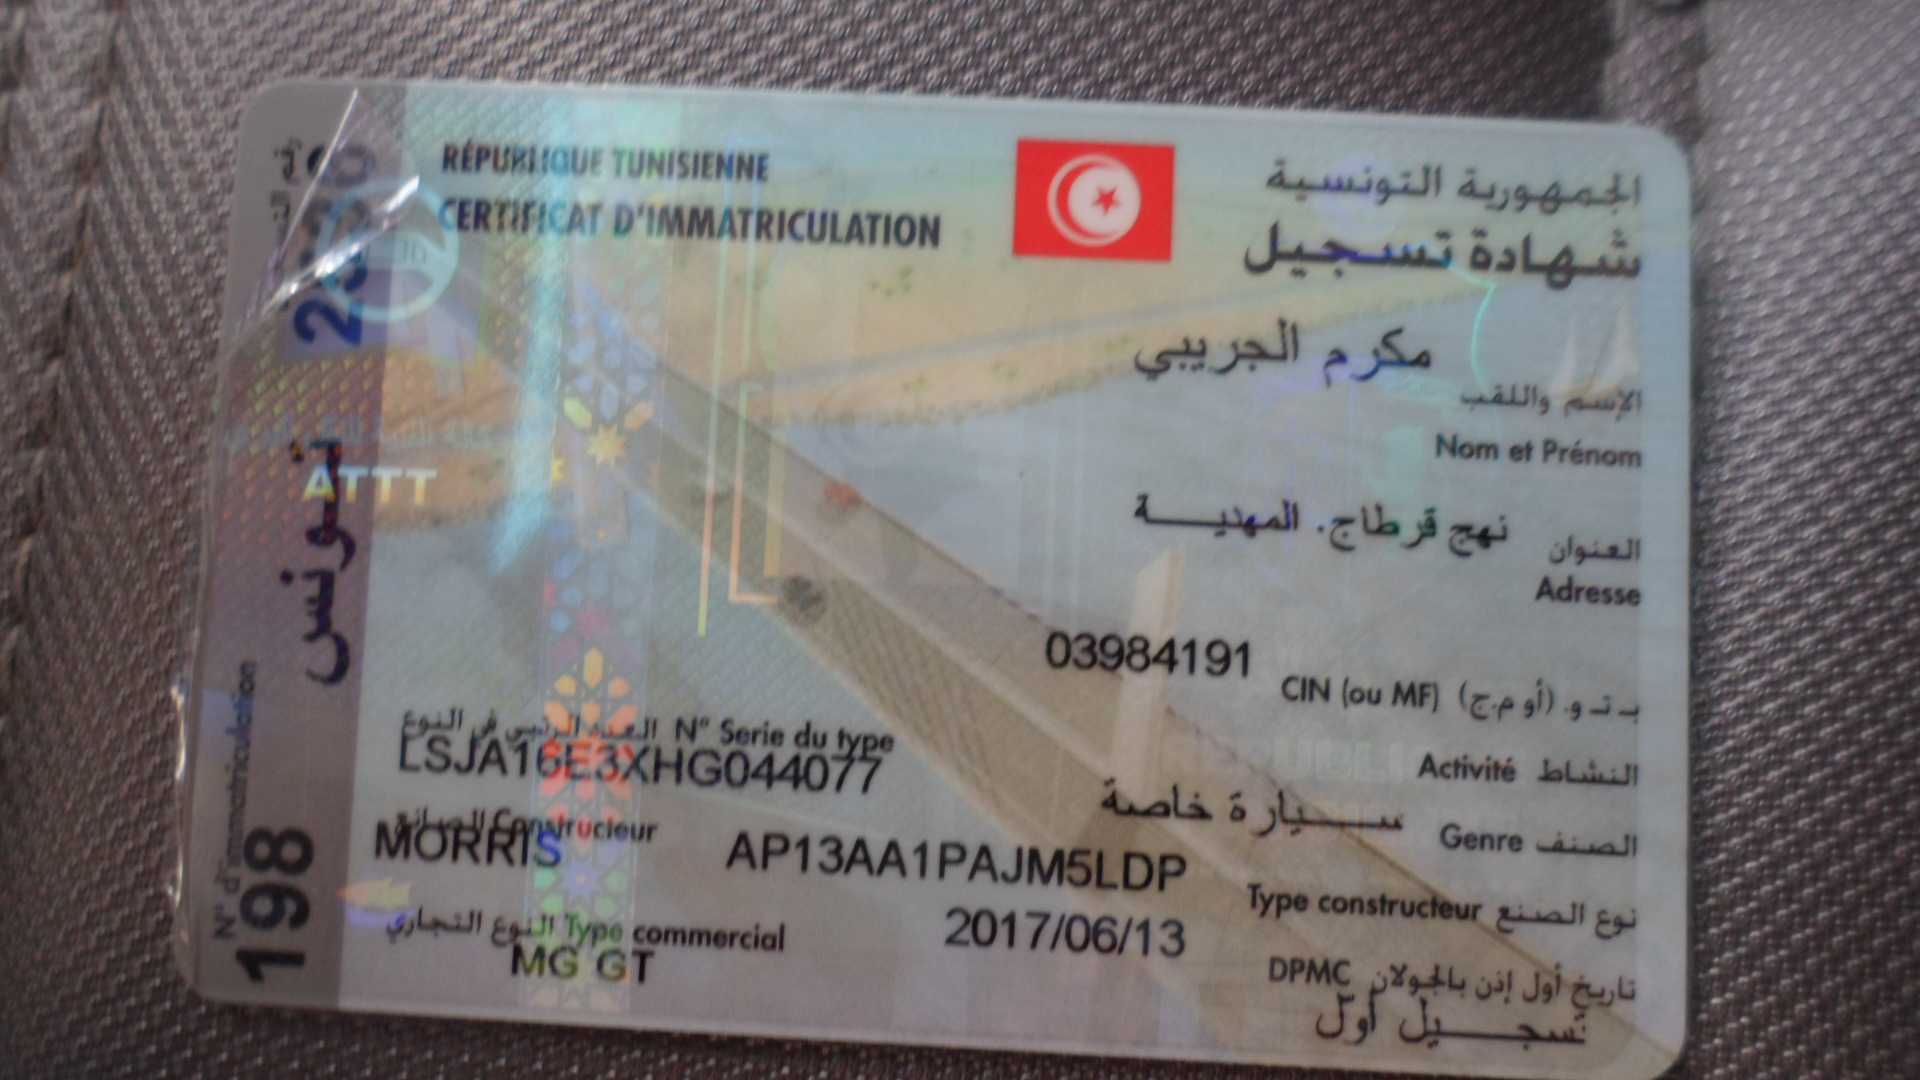 RÉPUBLIQUE TUNISIENNE
CERTIFICAT D'IMMATRICULATION
الجمهورية التونسية
شهادة تسجيل
مكرم الجريبي
الإسم واللقب
Nom et Prénom
نهج قرطاج. المهدية
العنوان
Adresse
03984191
CIN (ou MF) ب ت و. (أو م.ج)
Activité النشاط
سيارة خاصة
Genre الصنف
AP13AA1PAJM5LDP
Type constructeur نوع الصنع
2017/06/13
DPMC تاريخ أول إذن بالجولان
تسجيل أول
العدد الرتبي في النوع N° Serie du type
LSJA16E3XHG044077
الصانع Constructeur
MORRIS
النوع التجاري Type commercial
MG GT
N° d'immatriculation
198 تونس
ATTT